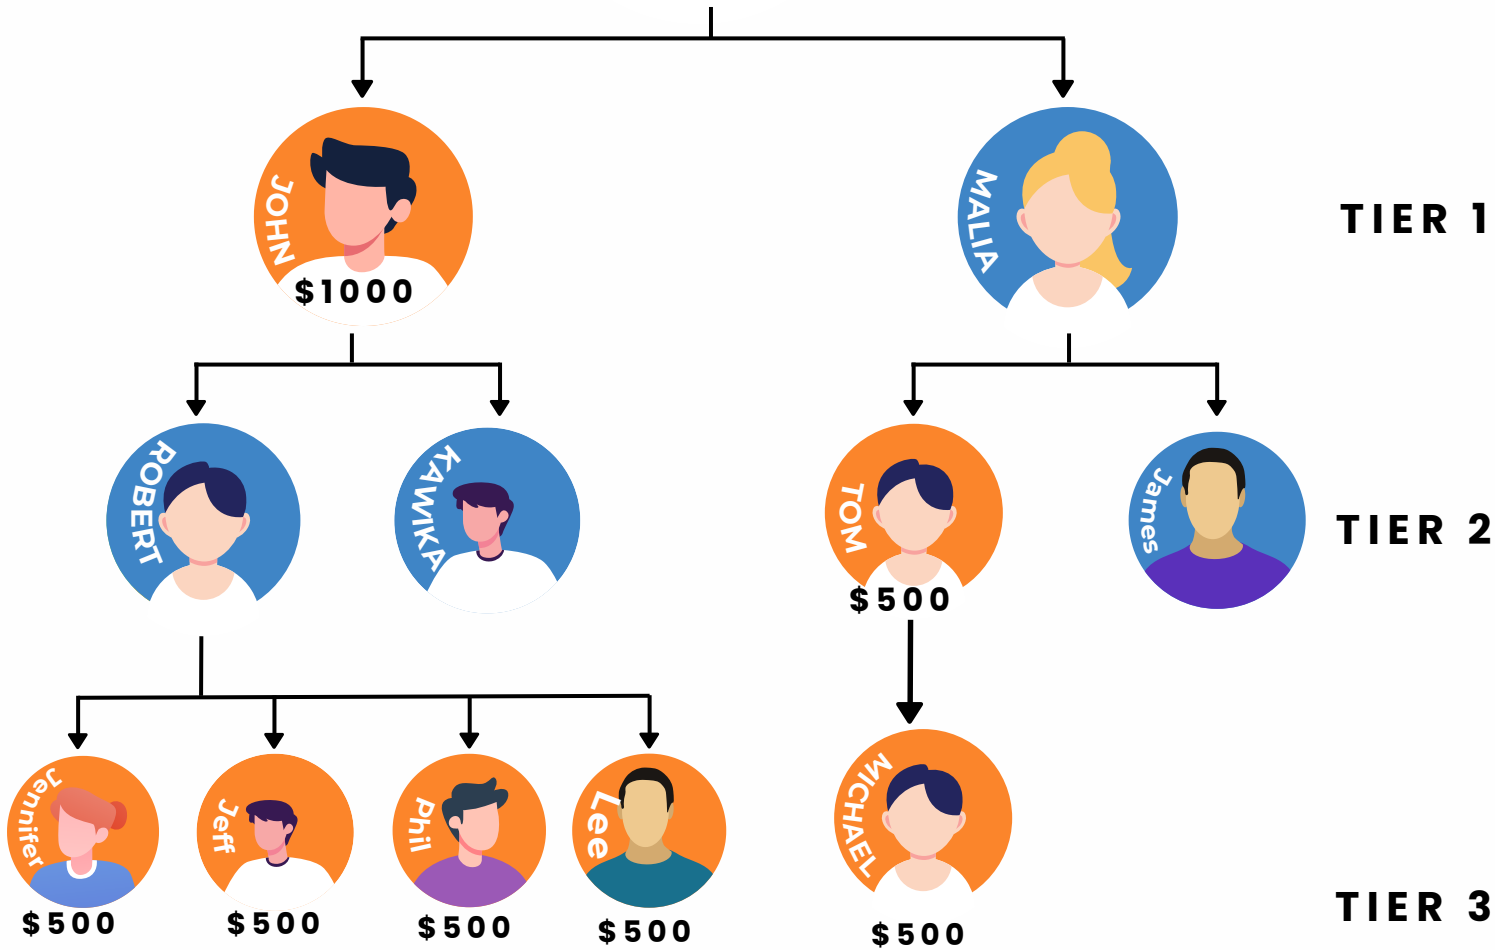 JOHN
$1000
MALIA
TIER 1
ROBERT
KAWIKA
TOM
$500
James
TIER 2
Jennifer
$500
Jeff
$500
Phil
$500
Lee
$500
MICHAEL
$500
TIER 3